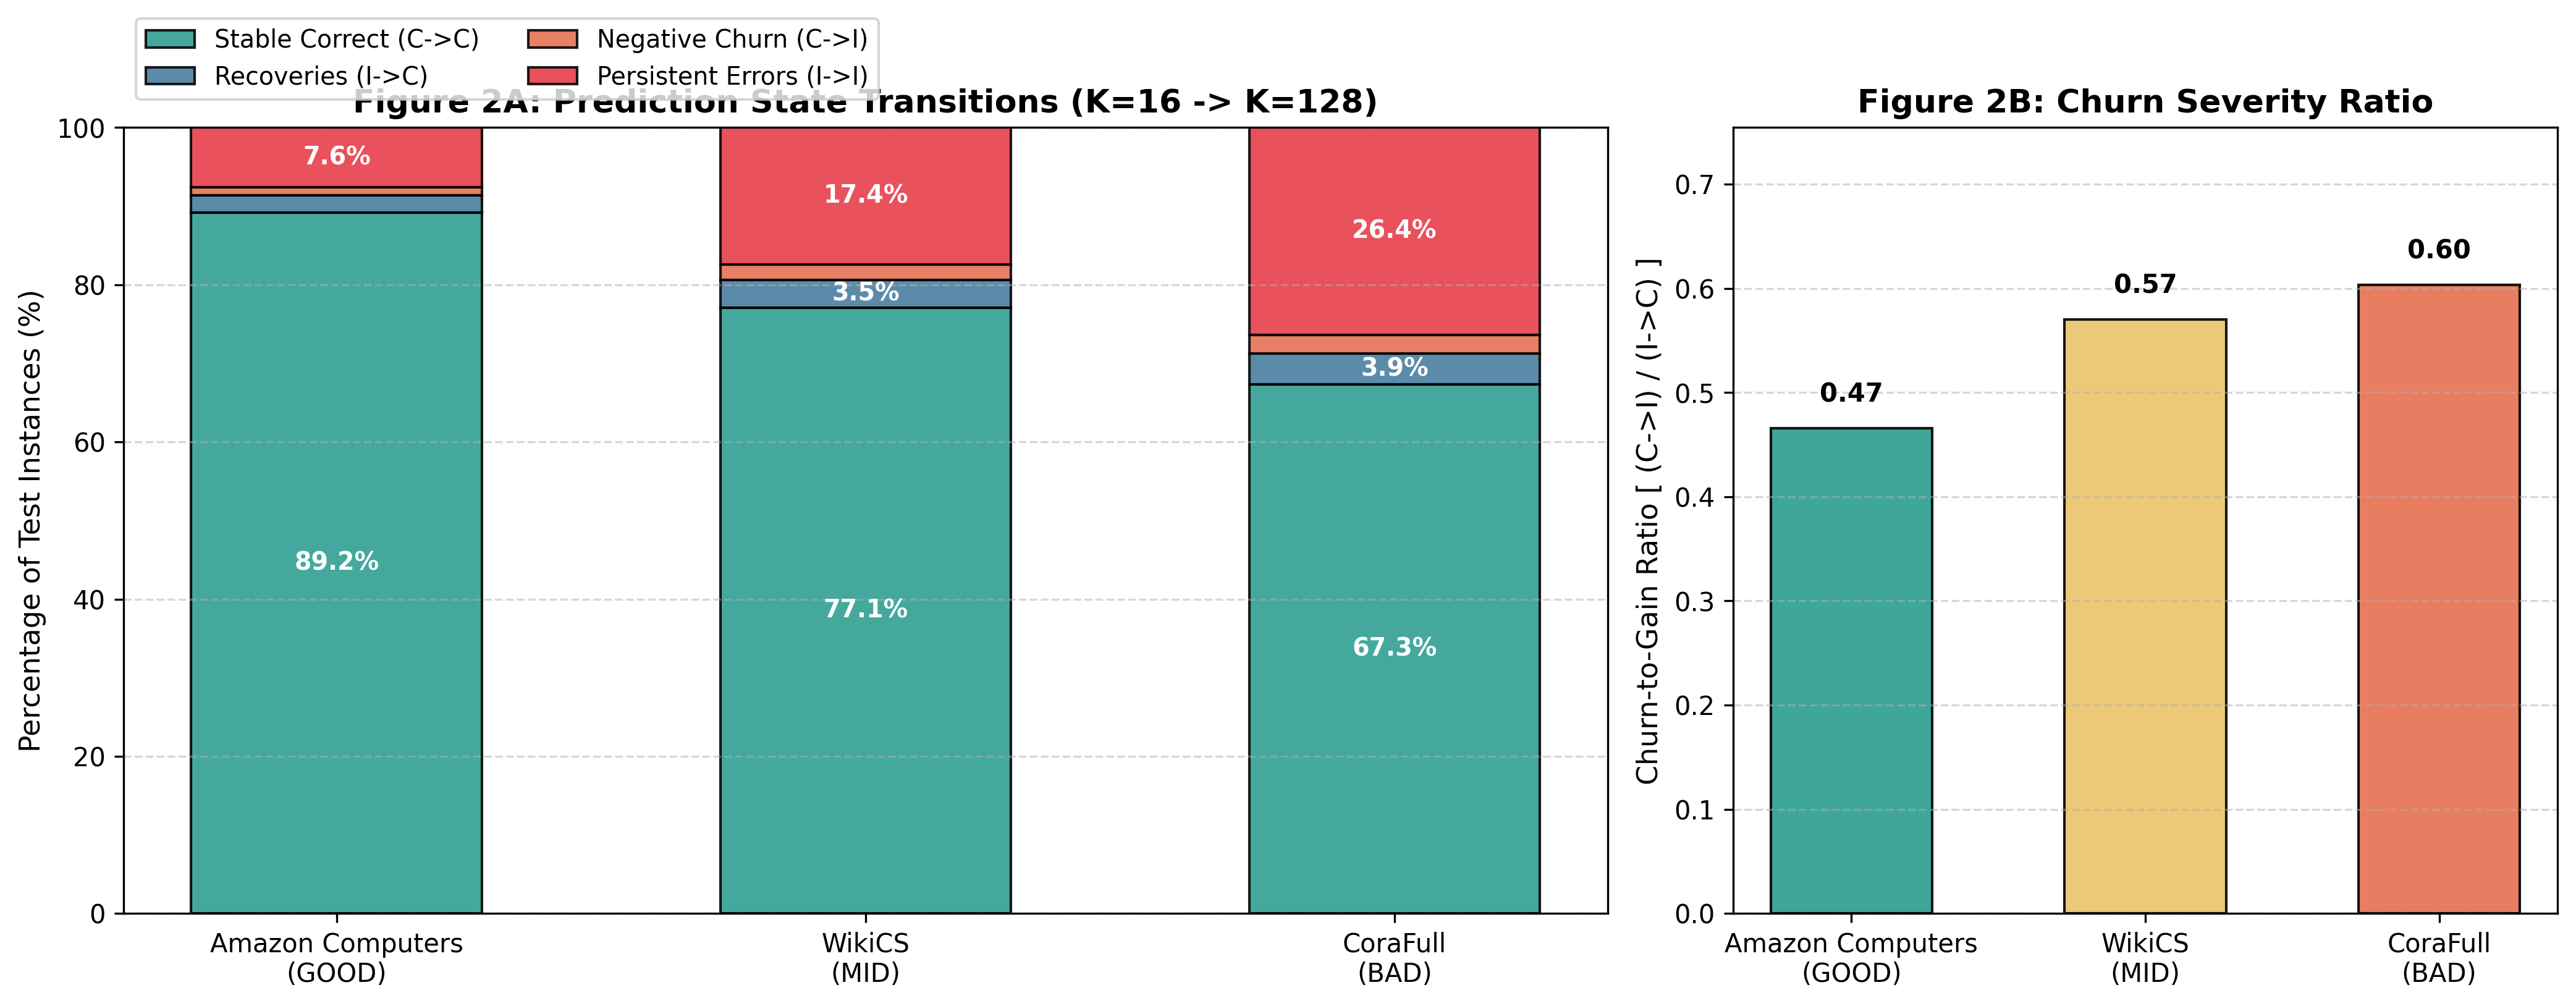 Stable Correct (C->C)
Recoveries (I->C)
Negative Churn (C->I)
Persistent Errors (I->I)
Figure 2A: Prediction State Transitions (K=16 -> K=128)
Percentage of Test Instances (%)
100
80
60
40
20
0
7.6%
89.2%
17.4%
3.5%
77.1%
26.4%
3.9%
67.3%
Amazon Computers
(GOOD)
WikiCS
(MID)
CoraFull
(BAD)
Figure 2B: Churn Severity Ratio
Churn-to-Gain Ratio [ (C->I) / (I->C) ]
0.7
0.6
0.5
0.4
0.3
0.2
0.1
0.0
0.47
0.57
0.60
Amazon Computers
(GOOD)
WikiCS
(MID)
CoraFull
(BAD)